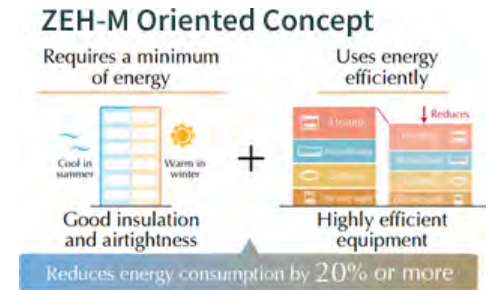 ZEH-M Oriented Concept
Requires a minimum
of energy
Uses energy
efficiently
Cool in
summer
Warm in
winter
+
Reduces
Good insulation
and airtightness
Highly efficient
equipment
Reduces energy consumption by 20% or more